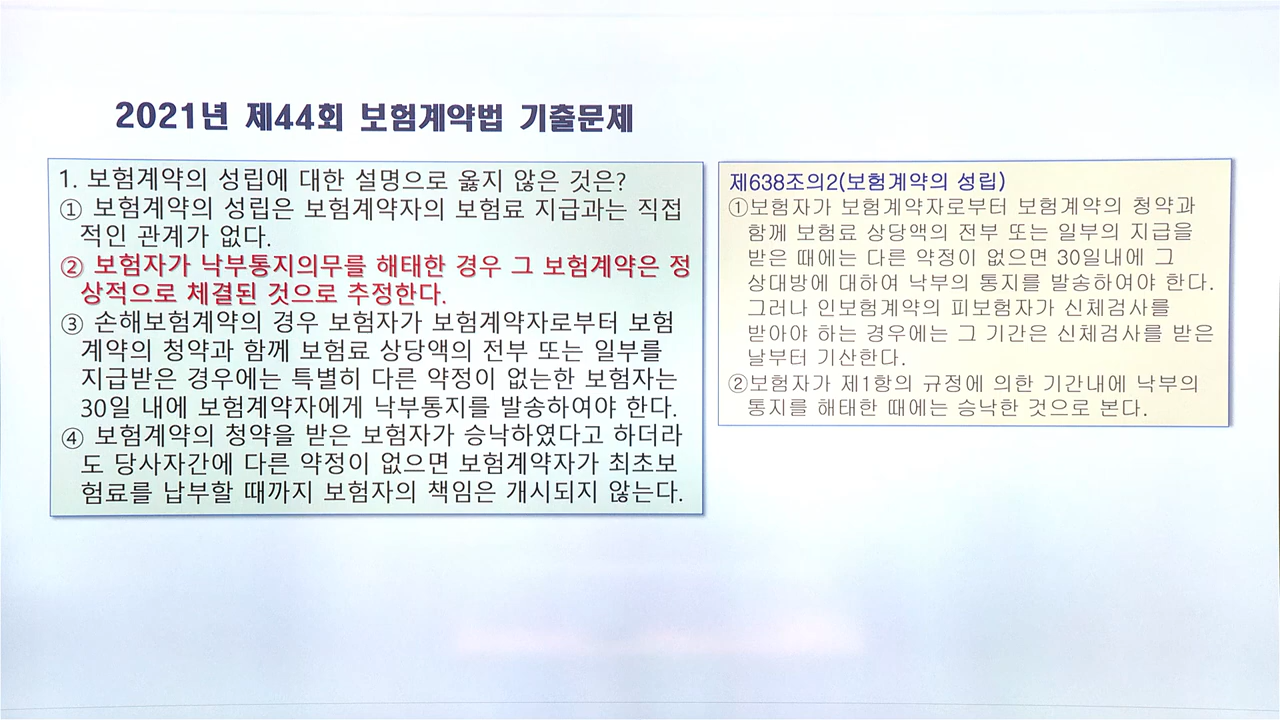 2021년 제44회 보험계약법 기출문제
1. 보험계약의 성립에 대한 설명으로 옳지 않은 것은?
① 보험계약의 성립은 보험계약자의 보험료 지급과는 직접
적인 관계가 없다.
② 보험자가 낙부통지의무를 해태한 경우 그 보험계약은 정
상적으로 체결된 것으로 추정한다.
③ 손해보험계약의 경우 보험자가 보험계약자로부터 보험
계약의 청약과 함께 보험료 상당액의 전부 또는 일부를
지급받은 경우에는 특별히 다른 약정이 없는한 보험자는
30일 내에 보험계약자에게 낙부통지를 발송하여야 한다.
④ 보험계약의 청약을 받은 보험자가 승낙하였다고 하더라
도 당사자간에 다른 약정이 없으면 보험계약자가 최초보
험료를 납부할 때까지 보험자의 책임은 개시되지 않는다.
제638조의2(보험계약의 성립)
①보험자가 보험계약자로부터 보험계약의 청약과
함께 보험료 상당액의 전부 또는 일부의 지급을
받은 때에는 다른 약정이 없으면 30일내에 그
상대방에 대하여 낙부의 통지를 발송하여야 한다.
그러나 인보험계약의 피보험자가 신체검사를
받아야 하는 경우에는 그 기간은 신체검사를 받은
날부터 기산한다.
②보험자가 제1항의 규정에 의한 기간내에 낙부의
통지를 해태한 때에는 승낙한 것으로 본다.